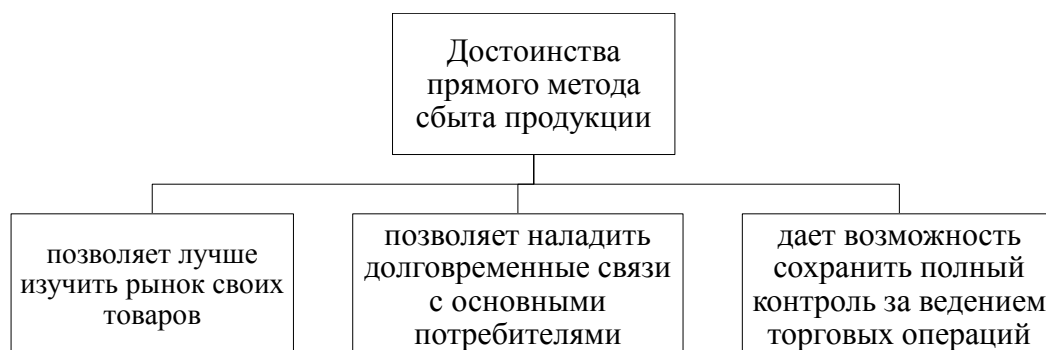 Достоинства
прямого метода
сбыта продукции
позволяет лучше
изучить рынок своих
товаров
позволяет наладить
долговременные связи
с основными
потребителями
дает возможность
сохранить полный
контроль за ведением
торговых операций